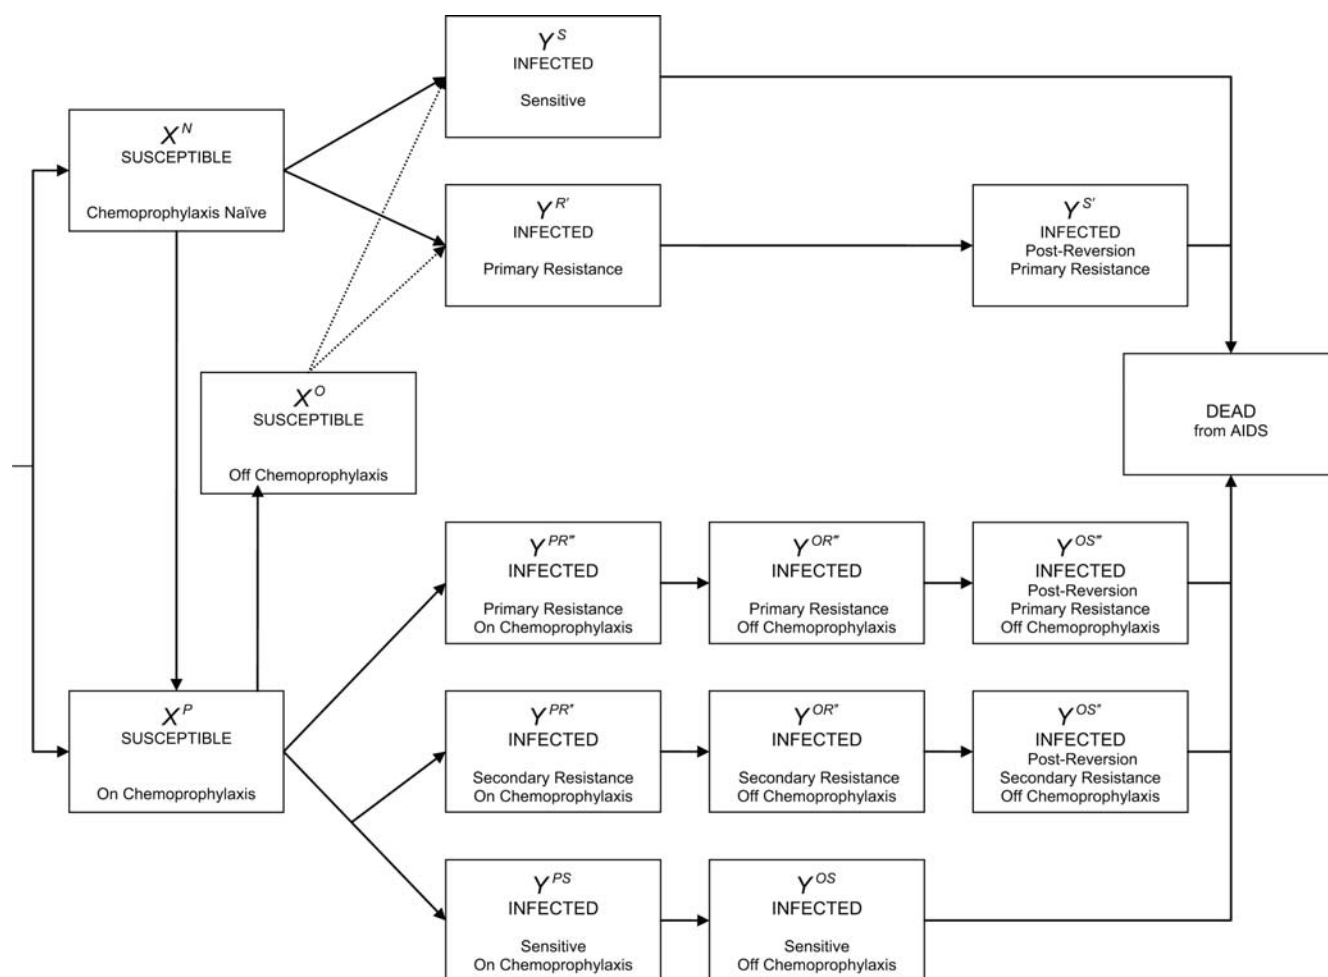 Y^S
INFECTED
Sensitive
X^N
SUSCEPTIBLE
Chemoprophylaxis Naïve
Y^R'
INFECTED
Primary Resistance
Y^S'
INFECTED
Post-Reversion
Primary Resistance
X^O
SUSCEPTIBLE
Off Chemoprophylaxis
DEAD
from AIDS
Y^PR'''
INFECTED
Primary Resistance
On Chemoprophylaxis
Y^OR'''
INFECTED
Primary Resistance
Off Chemoprophylaxis
Y^OS'''
INFECTED
Post-Reversion
Primary Resistance
Off Chemoprophylaxis
X^P
SUSCEPTIBLE
On Chemoprophylaxis
Y^PR''
INFECTED
Secondary Resistance
On Chemoprophylaxis
Y^OR''
INFECTED
Secondary Resistance
Off Chemoprophylaxis
Y^OS''
INFECTED
Post-Reversion
Secondary Resistance
Off Chemoprophylaxis
Y^PS
INFECTED
Sensitive
On Chemoprophylaxis
Y^OS
INFECTED
Sensitive
Off Chemoprophylaxis